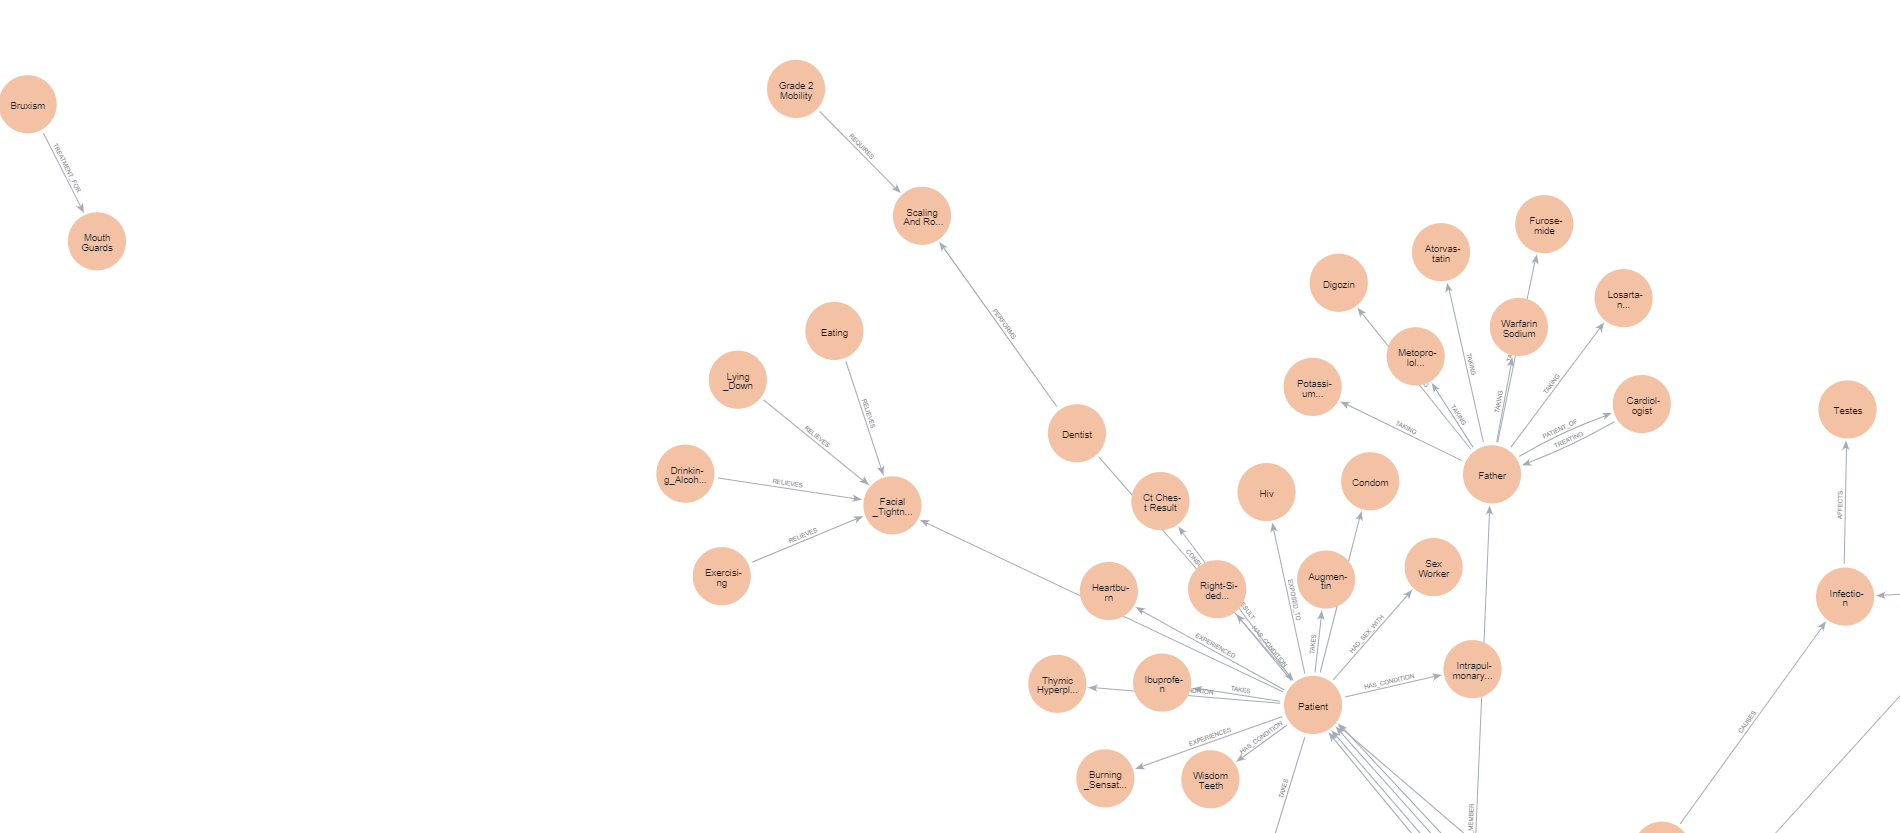 Bruxism
TREATMENT_FOR
Mouth
Guards
Grade 2
Mobility
REQUIRES
Scaling
And Ro...
PERFORMS
Dentist
Eating
RELIEVES
Lying
_Down
RELIEVES
Drinkin-
g_Alcoh...
RELIEVES
Facial
_Tightn...
Exercisi-
ng
RELIEVES
Furose-
mide
Atorvas-
tatin
Digozin
Losarta-
n...
Warfarin
Sodium
Metopro-
lol...
Potassi-
um...
TAKING
TAKING
TAKING
TAKING
TAKING
Cardiol-
ogist
PATIENT_OF
TREATING
Father
Testes
AFFECTS
Infectio-
n
CAUSES
Ct Ches-
t Result
Hiv
Condom
Right-Si-
ded...
Augmen-
tin
Sex
Worker
EXPOSED_TO
TAKES
HAD_SEX_WITH
HAS_CONDITION
Heartbu-
rn
EXPERIENCED
Thymic
Hyperpl...
Ibuprofe-
n
TAKES
Patient
HAS_CONDITION
Intrapul-
monary...
EXPERIENCES
HAS_CONDITION
Burning
_Sensat...
Wisdom
Teeth
TAKES
MEMBER